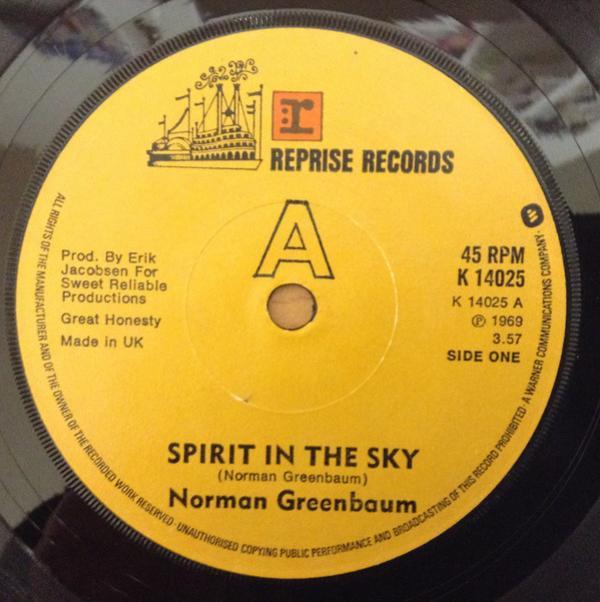 r:
REPRISE RECORDS
A
Prod. By Erik
Jacobsen For
Sweet Reliable
Productions
Great Honesty
Made in UK
45 RPM
K 14025
K 14025 A
℗ 1969
3.57
SIDE ONE
SPIRIT IN THE SKY
(Norman Greenbaum)
Norman Greenbaum
ALL RIGHTS OF THE MANUFACTURER AND OF THE OWNER OF THE RECORDED WORK RESERVED · UNAUTHORISED COPYING PUBLIC PERFORMANCE AND BROADCASTING OF THIS RECORD PROHIBITED · A WARNER COMMUNICATIONS COMPANY ·